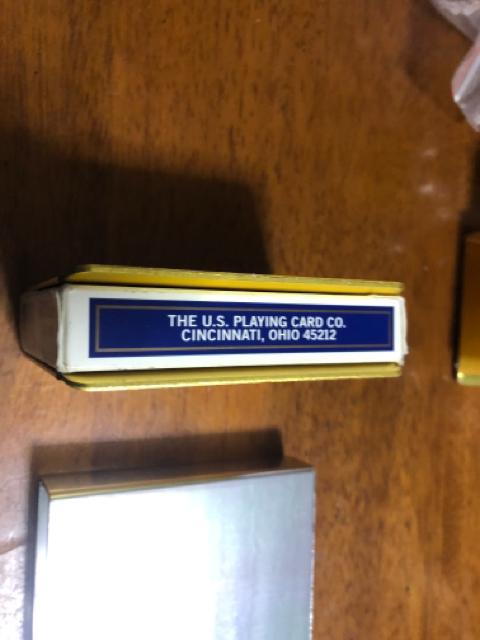 THE U.S. PLAYING CARD CO.
CINCINNATI, OHIO 45212